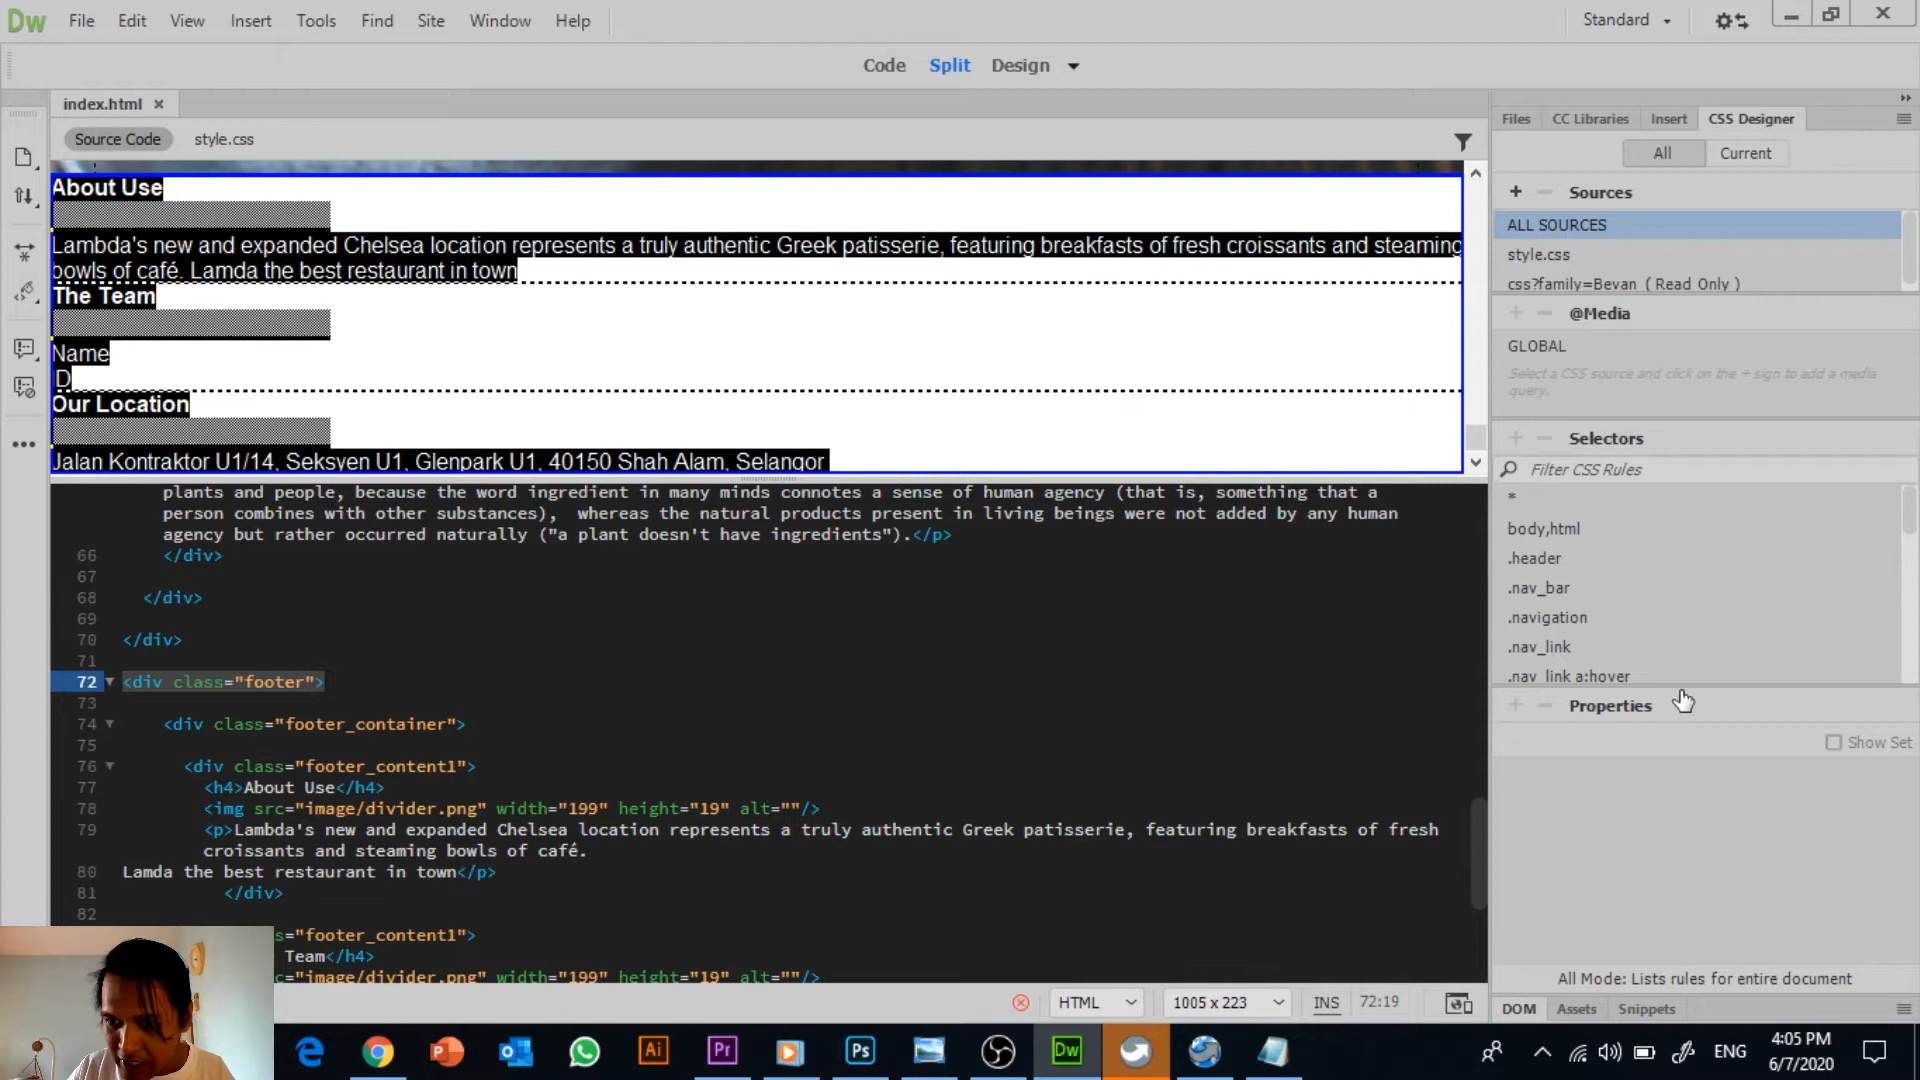 Dw File Edit View Insert Tools Find Site Window Help Standard
Code Split Design
index.html
Source Code style.css
About Use
Lambda's new and expanded Chelsea location represents a truly authentic Greek patisserie, featuring breakfasts of fresh croissants and steaming
bowls of café. Lamda the best restaurant in town
The Team
Name
ID
Our Location
Jalan Kontraktor U1/14, Seksyen U1, Glenpark U1, 40150 Shah Alam, Selangor
plants and people, because the word ingredient in many minds connotes a sense of human agency (that is, something that a
person combines with other substances),  whereas the natural products present in living beings were not added by any human
agency but rather occurred naturally ("a plant doesn't have ingredients").</p>
66 </div>
67
68 </div>
69
70 </div>
71
72 <div class="footer">
73
74 <div class="footer_container">
75
76 <div class="footer_content1">
77 <h4>About Use</h4>
78 <img src="image/divider.png" width="199" height="19" alt=""/>
79 <p>Lambda's new and expanded Chelsea location represents a truly authentic Greek patisserie, featuring breakfasts of fresh
croissants and steaming bowls of café.
80 Lamda the best restaurant in town</p>
81 </div>
82
s="footer_content1">
Team</h4>
c="image/divider.png" width="199" height="19" alt=""/>
HTML 1005 x 223 INS 72:19
Files CC Libraries Insert CSS Designer
All Current
+ Sources
ALL SOURCES
style.css
css?family=Bevan ( Read Only )
@Media
GLOBAL
Select a CSS source and click on the + sign to add a media
query.
Selectors
Filter CSS Rules
*
body,html
.header
.nav_bar
.navigation
.nav_link
.nav_link a:hover
Properties
Show Set
All Mode: Lists rules for entire document
DOM Assets Snippets
Ai Pr Ps Dw
ENG
4:05 PM
6/7/2020